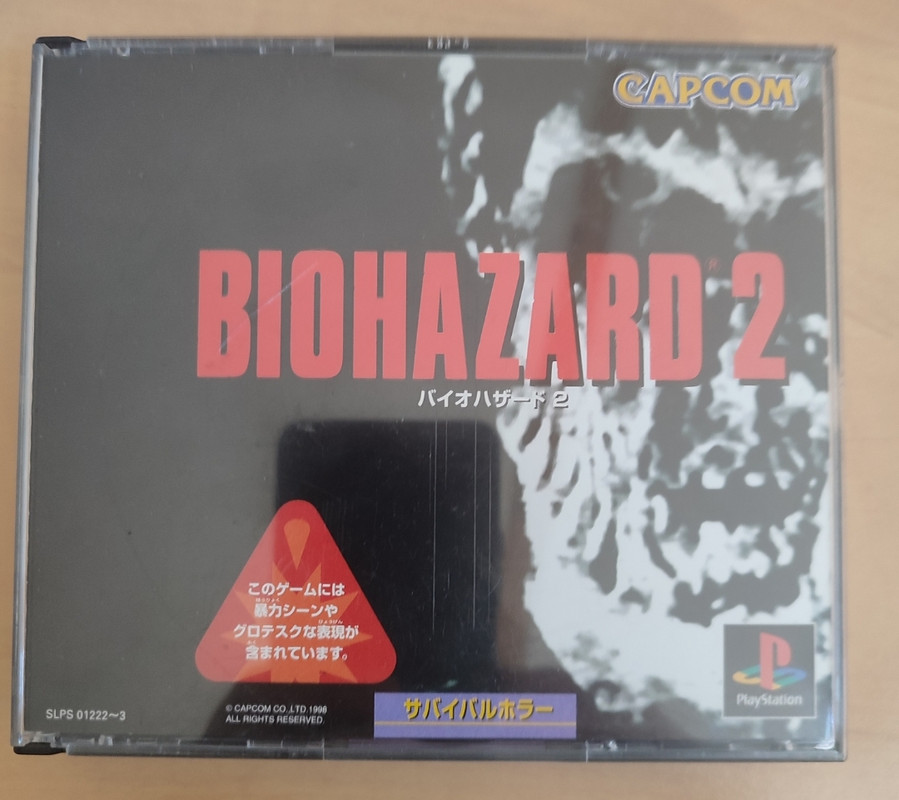 CAPCOM
BIOHAZARD® 2
バイオハザード 2
このゲームには
暴力シーンや
グロテスクな表現が
含まれています。
SLPS 01222〜3
© CAPCOM CO.,LTD.1998
ALL RIGHTS RESERVED.
サバイバルホラー
PlayStation